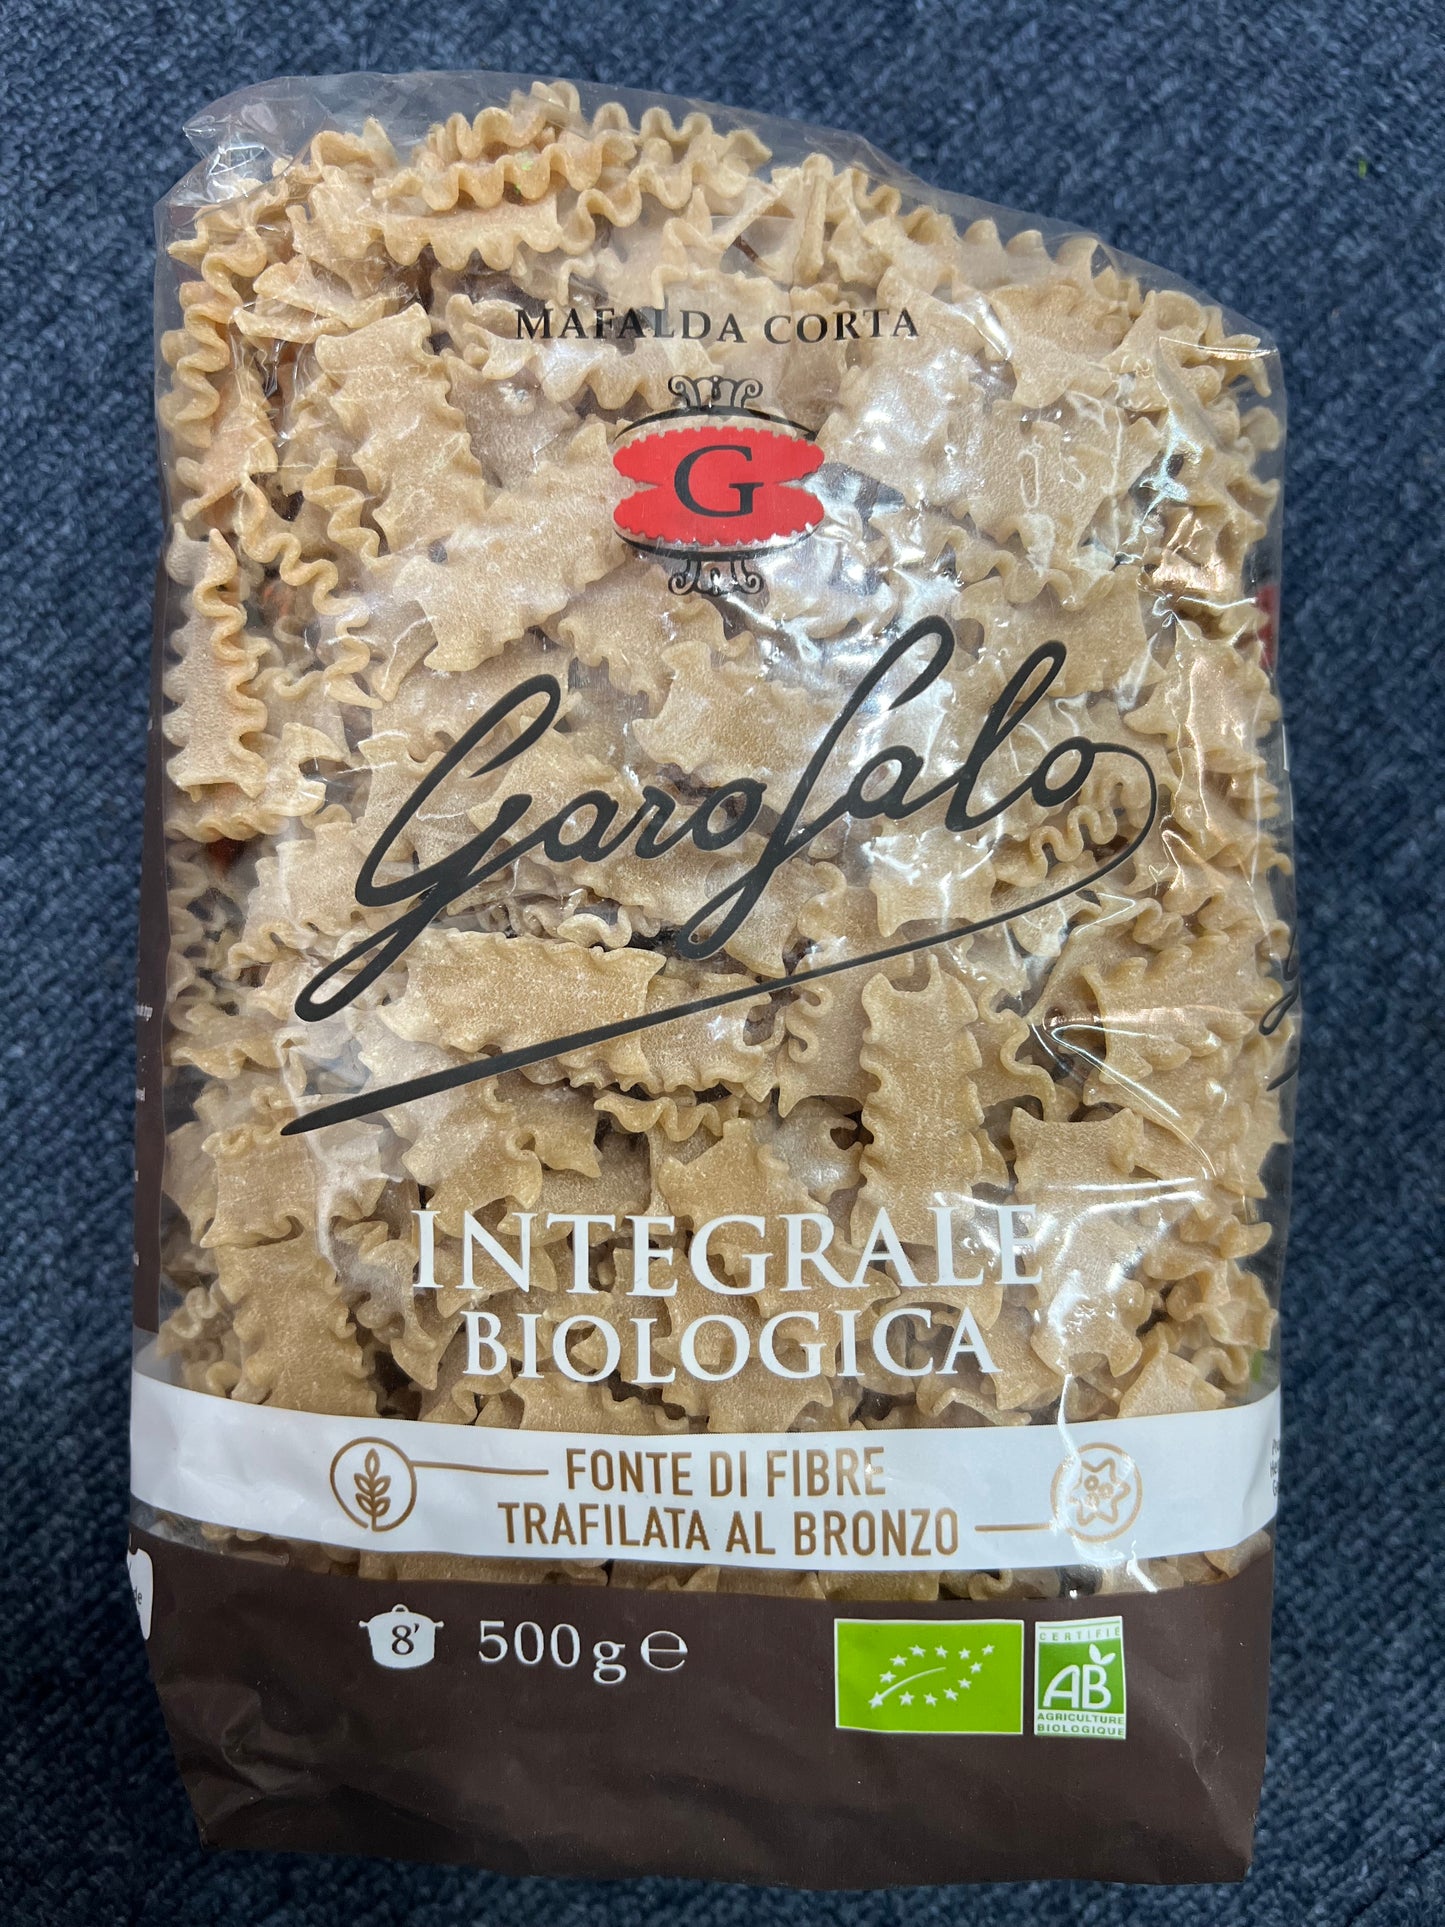 MAFALDA CORTA
G
Garofalo
INTEGRALE
BIOLOGICA
FONTE DI FIBRE
TRAFILATA AL BRONZO
8' 500g e
CERTIFIÉ
AB
AGRICULTURE
BIOLOGIQUE